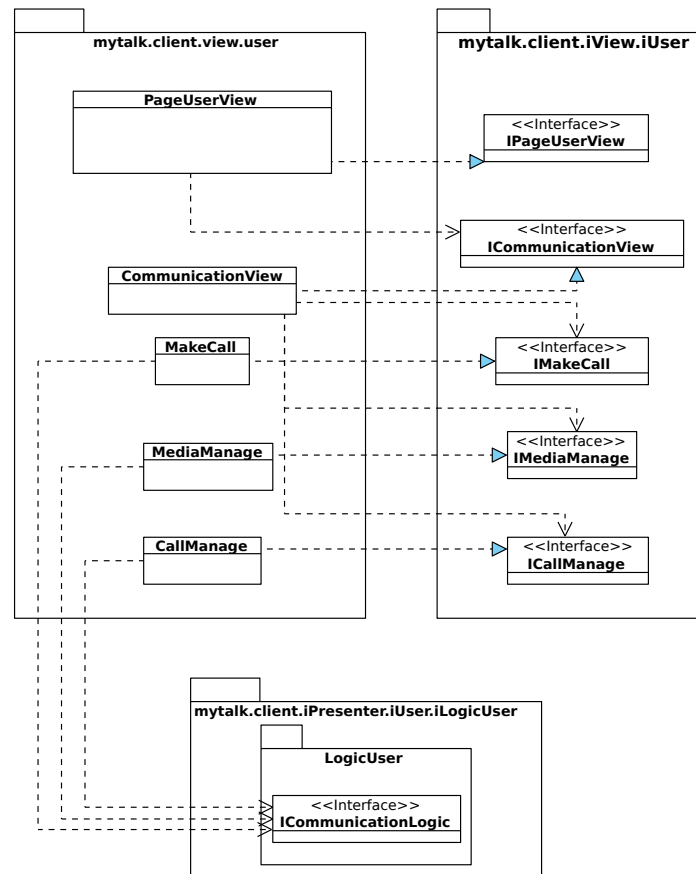 mytalk.client.view.user
mytalk.client.iView.iUser
PageUserView
<<Interface>>
IPageUserView
<<Interface>>
ICommunicationView
CommunicationView
MakeCall
<<Interface>>
IMakeCall
MediaManage
<<Interface>>
IMediaManage
CallManage
<<Interface>>
ICallManage
mytalk.client.iPresenter.iUser.iLogicUser
LogicUser
<<Interface>>
ICommunicationLogic